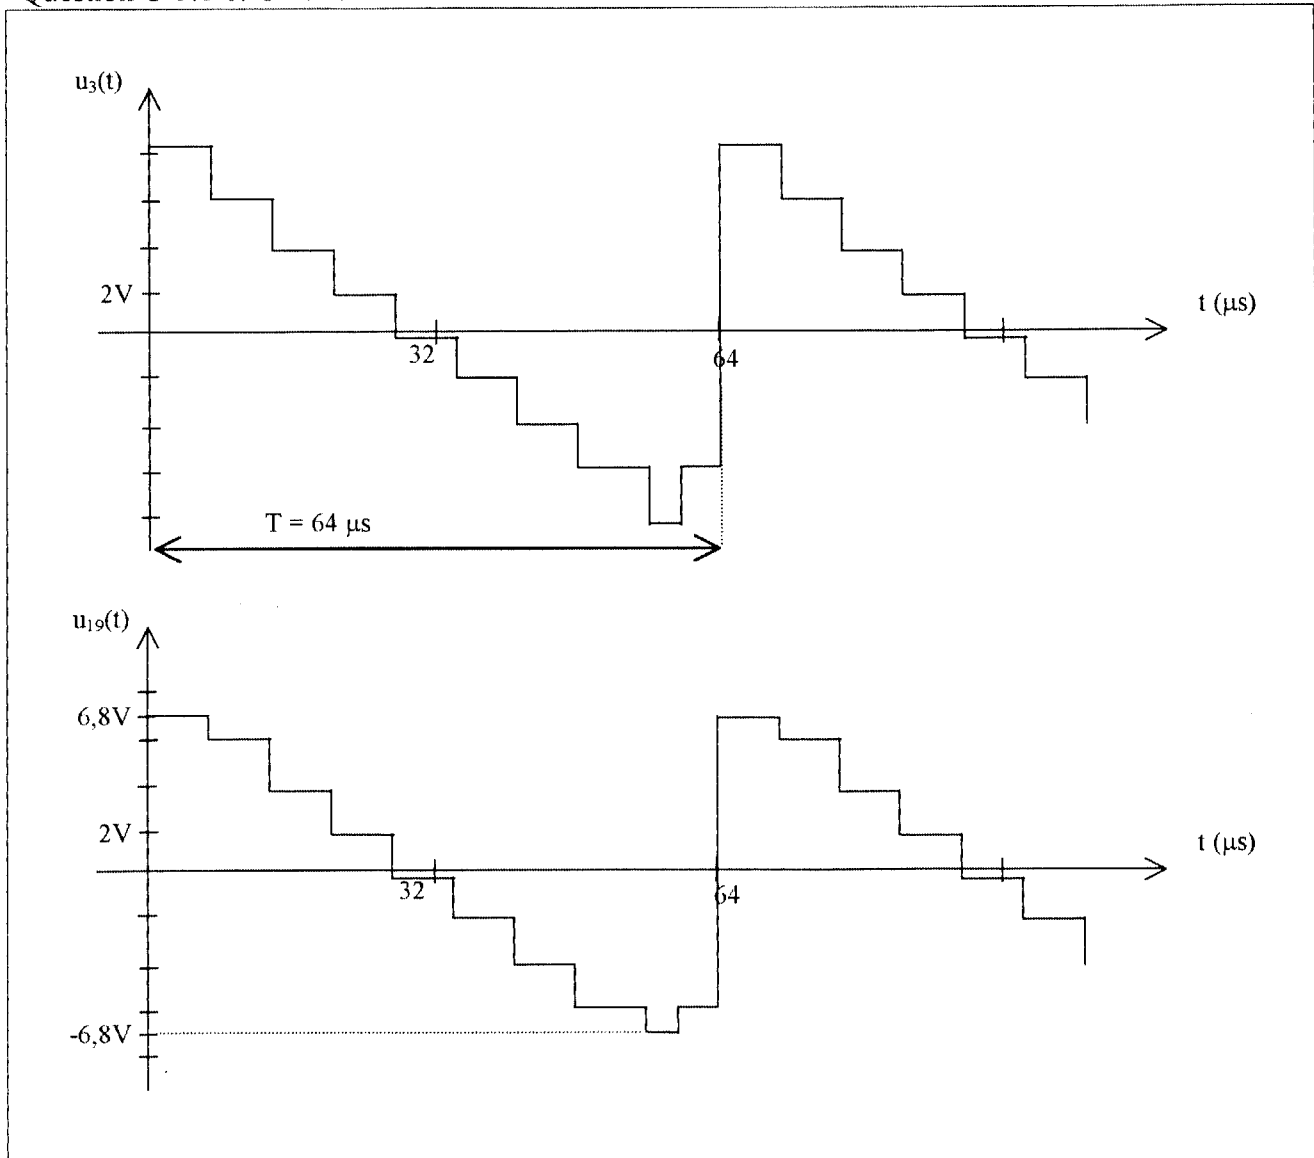 u₃(t)
2V
t (μs)
32
64
T = 64 μs
u₁₉(t)
6,8V
2V
t (μs)
32
64
-6,8V